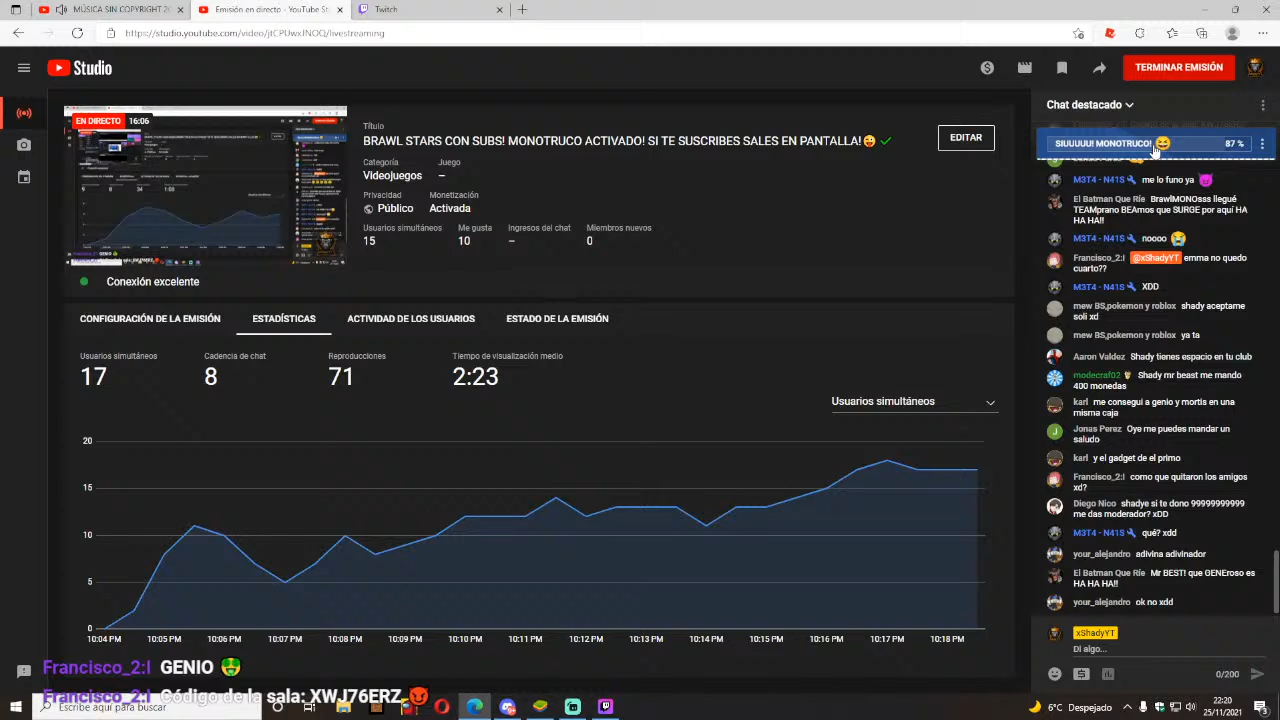 MÚSICA SIN COPYRIGHT 20
Emisión en directo - YouTube St
Twitch
https://studio.youtube.com/video/jtCPUwxJNOQ/livestreaming
Studio
TERMINAR EMISIÓN
EN DIRECTO 16:06
Título
BRAWL STARS CON SUBS! MONOTRUCO ACTIVADO! SI TE SUSCRIBES SALES EN PANTALLA!😛
EDITAR
Categoría Juego
Videojuegos –
Privacidad Monetización
Público Activada
Usuarios simultáneos Me gusta Ingresos del chat Miembros nuevos
15 10 – 0
Conexión excelente
CONFIGURACIÓN DE LA EMISIÓN ESTADÍSTICAS ACTIVIDAD DE LOS USUARIOS ESTADO DE LA EMISIÓN
Usuarios simultáneos Cadencia de chat Reproducciones Tiempo de visualización medio
17 8 71 2:23
Usuarios simultáneos
20
15
10
5
0
10:04 PM 10:05 PM 10:06 PM 10:07 PM 10:08 PM 10:09 PM 10:10 PM 10:11 PM 10:12 PM 10:13 PM 10:14 PM 10:15 PM 10:16 PM 10:17 PM 10:18 PM
Chat destacado
SIUUUUU! MONOTRUCO! 😄 87 %
M3T4 - N41S me lo fura ya 😈
El Batman Que Ríe BrawlMONOsss llegué
TEAMprano BEAmos que SURGE por aquí HA
HA HA!!
M3T4 - N41S noooo 😭
Francisco_2:I @xShadyYT emma no quedo
cuarto??
M3T4 - N41S XDD
mew BS,pokemon y roblox shady aceptame
soli xd
mew BS,pokemon y roblox ya ta
Aaron Valdez Shady tienes espacio en tu club
modecraf02 Shady mr beast me mando
400 monedas
karl me consegui a genio y mortis en una
misma caja
J
Jonas Perez Oye me puedes mandar un
saludo
karl y el gadget de el primo
Francisco_2:I como que quitaron los amigos
xd?
Diego Nico shadye si te dono 99999999999
me das moderador? xDD
M3T4 - N41S qué? xdd
your_alejandro adivina adivinador
El Batman Que Ríe Mr BEST! que GENEroso es
HA HA HA!!
your_alejandro ok no xdd
xShadyYT
Di algo...
0/200
Francisco_2:I GENIO 🤑
Francisco_2:I Código de la sala: XWJ76ERZ 😈
Escribe aquí para buscar
6°C Despejado
22:20
25/11/2021
3